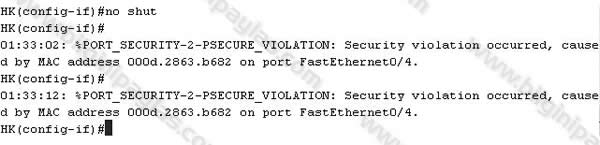 HK(config-if)#no shut
HK(config-if)#
01:33:02: %PORT_SECURITY-2-PSECURE_VIOLATION: Security violation occurred, cause
d by MAC address 000d.2863.b682 on port FastEthernet0/4.
HK(config-if)#
01:33:12: %PORT_SECURITY-2-PSECURE_VIOLATION: Security violation occurred, cause
d by MAC address 000d.2863.b682 on port FastEthernet0/4.
HK(config-if)#